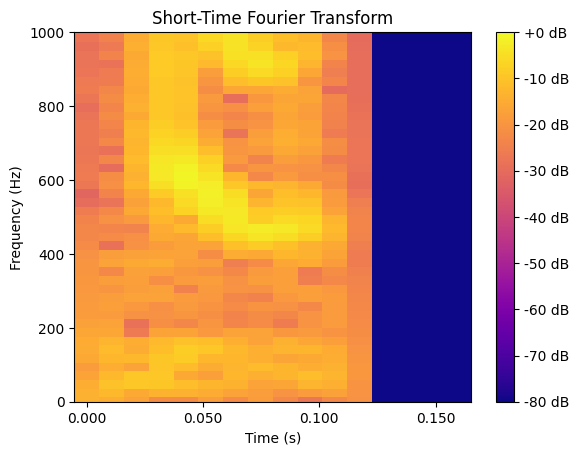 Short-Time Fourier Transform
Frequency (Hz)
1000
800
600
400
200
0
0.000
0.050
0.100
0.150
Time (s)
+0 dB
-10 dB
-20 dB
-30 dB
-40 dB
-50 dB
-60 dB
-70 dB
-80 dB